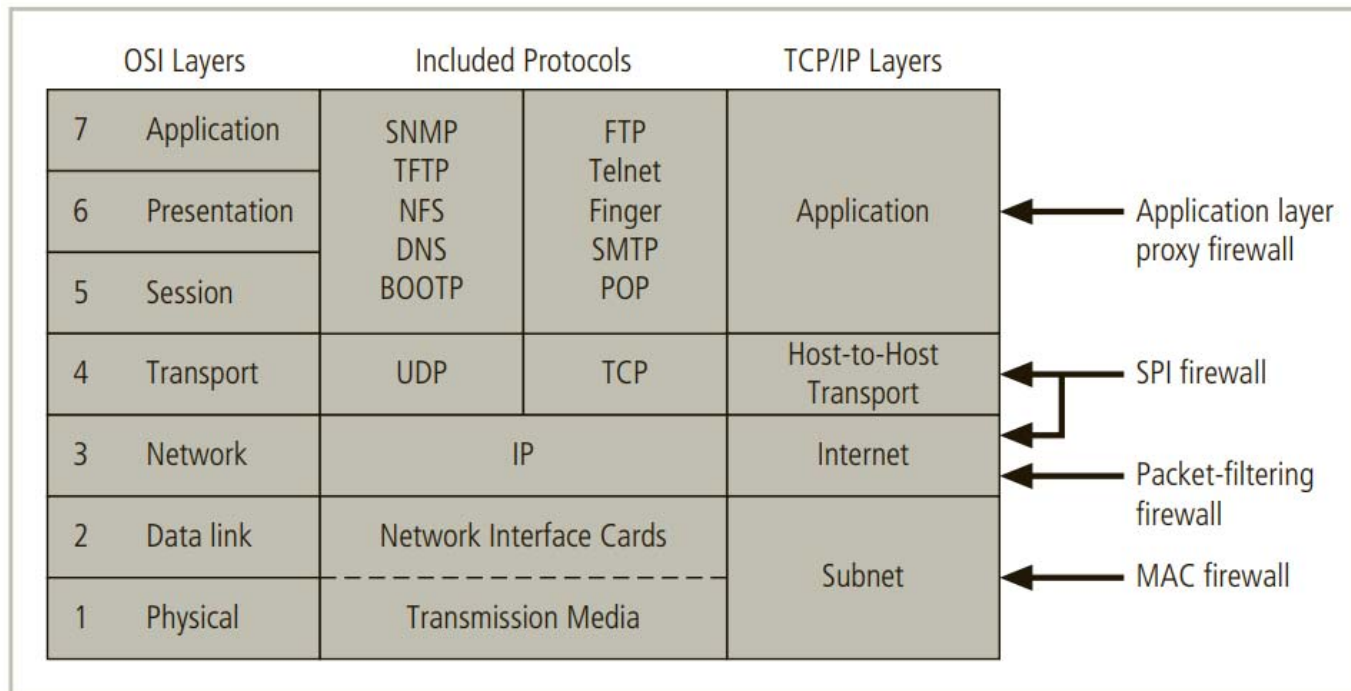 OSI Layers Included Protocols TCP/IP Layers
7 Application
6 Presentation
5 Session
SNMP
TFTP
NFS
DNS
BOOTP
FTP
Telnet
Finger
SMTP
POP
Application
Application layer
proxy firewall
4 Transport
UDP
TCP
Host-to-Host
Transport
SPI firewall
3 Network
IP
Internet
Packet-filtering
firewall
2 Data link
Network Interface Cards
1 Physical
Transmission Media
Subnet
MAC firewall